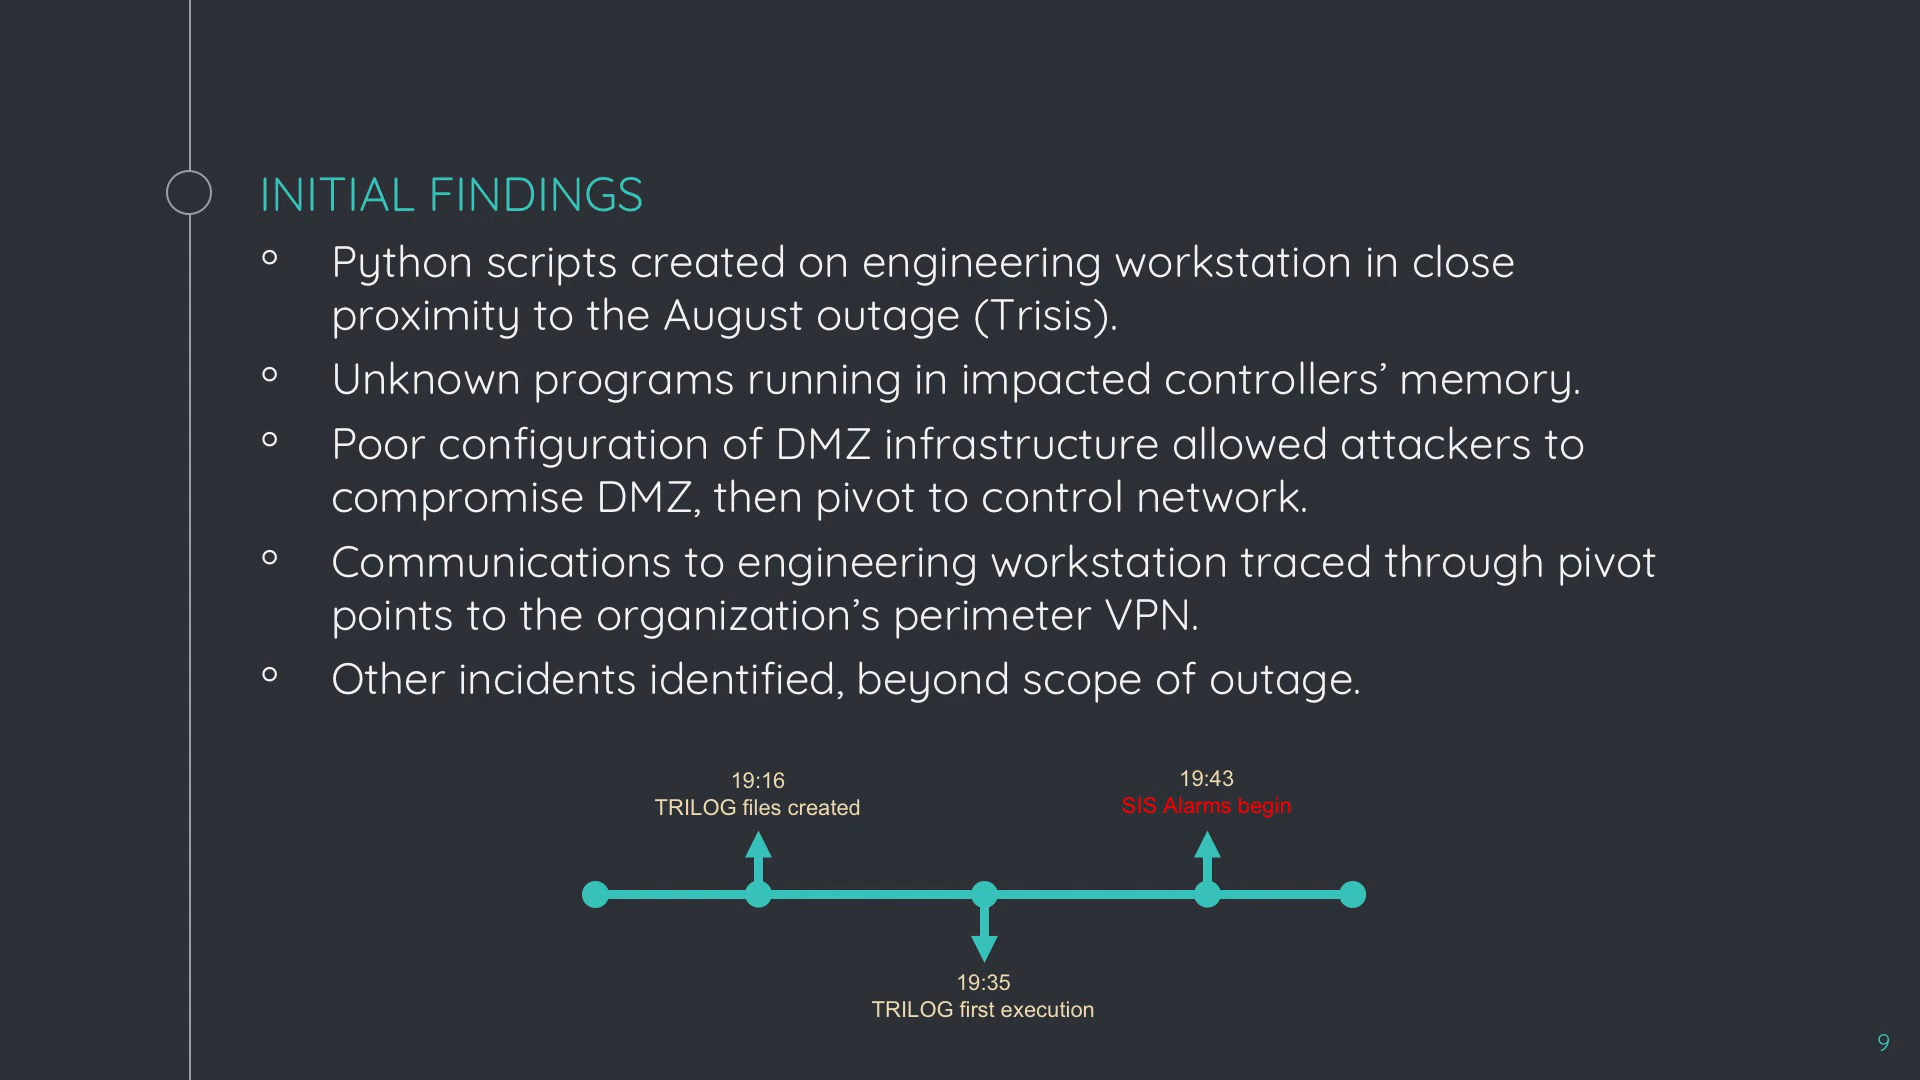 INITIAL FINDINGS
Python scripts created on engineering workstation in close
proximity to the August outage (Trisis).
Unknown programs running in impacted controllers’ memory.
Poor configuration of DMZ infrastructure allowed attackers to
compromise DMZ, then pivot to control network.
Communications to engineering workstation traced through pivot
points to the organization’s perimeter VPN.
Other incidents identified, beyond scope of outage.
19:16
TRILOG files created
19:43
SIS Alarms begin
19:35
TRILOG first execution
9